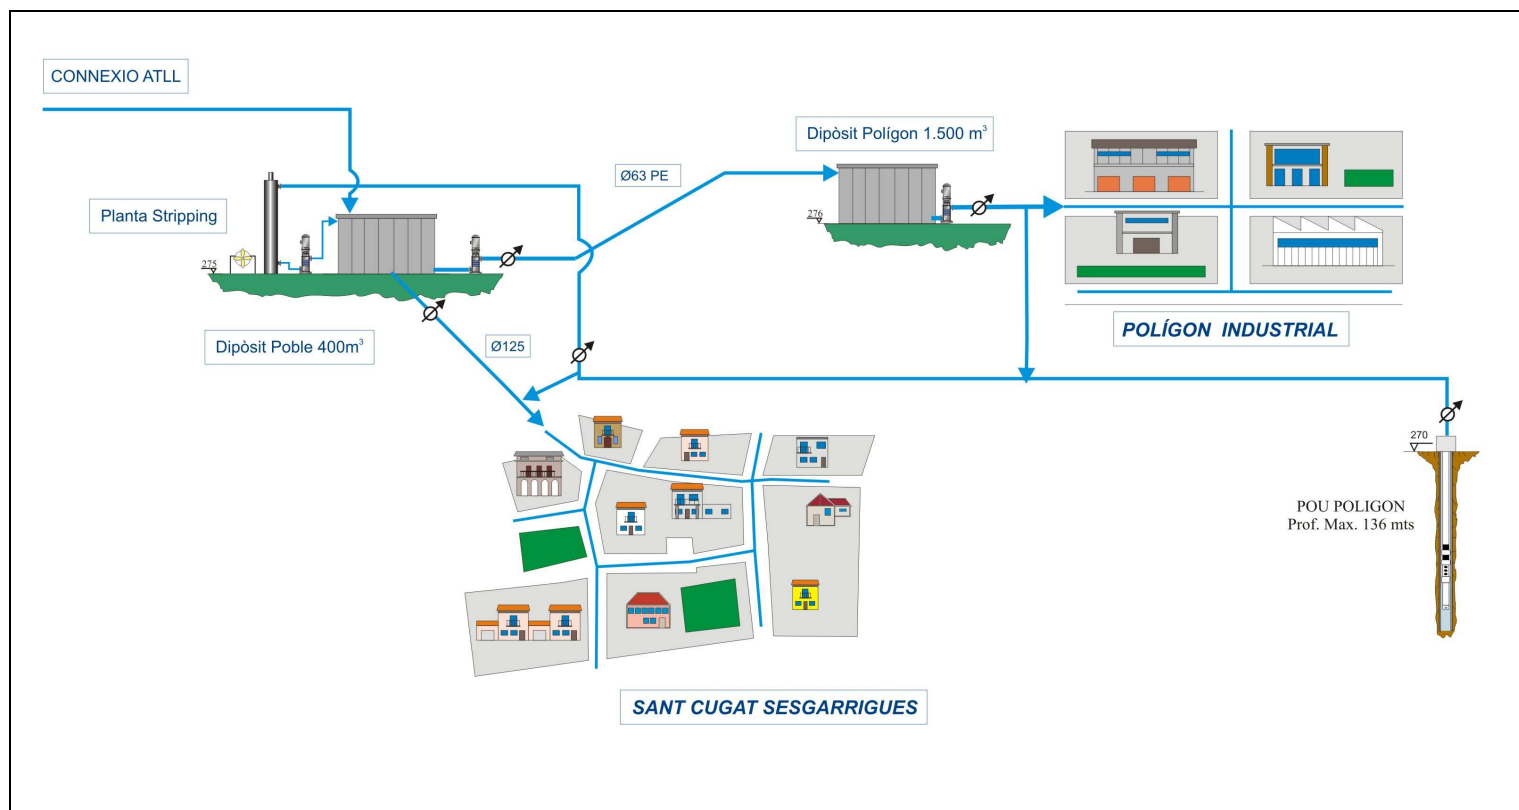 CONNEXIO ATLL
Dipòsit Polígon 1.500 m³
Ø63 PE
Planta Stripping
276
275
Dipòsit Poble 400m³
Ø125
POLÍGON INDUSTRIAL
270
POU POLIGON
Prof. Max. 136 mts
SANT CUGAT SESGARRIGUES